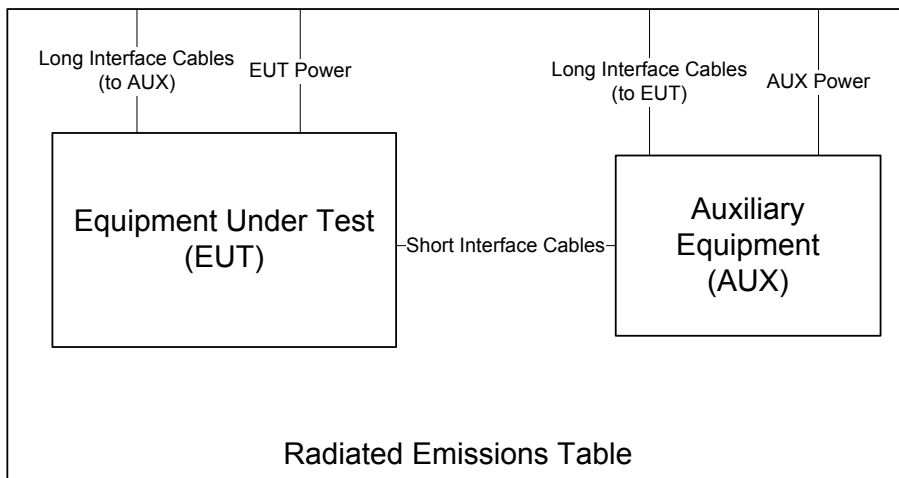 Long Interface Cables
(to AUX)
EUT Power
Long Interface Cables
(to EUT)
AUX Power
Equipment Under Test
(EUT)
Short Interface Cables
Auxiliary
Equipment
(AUX)
Radiated Emissions Table